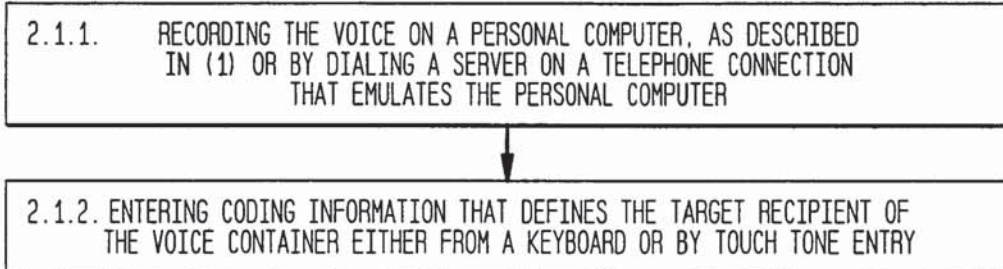 2.1.1. RECORDING THE VOICE ON A PERSONAL COMPUTER, AS DESCRIBED
IN (1) OR BY DIALING A SERVER ON A TELEPHONE CONNECTION
THAT EMULATES THE PERSONAL COMPUTER
2.1.2. ENTERING CODING INFORMATION THAT DEFINES THE TARGET RECIPIENT OF
THE VOICE CONTAINER EITHER FROM A KEYBOARD OR BY TOUCH TONE ENTRY